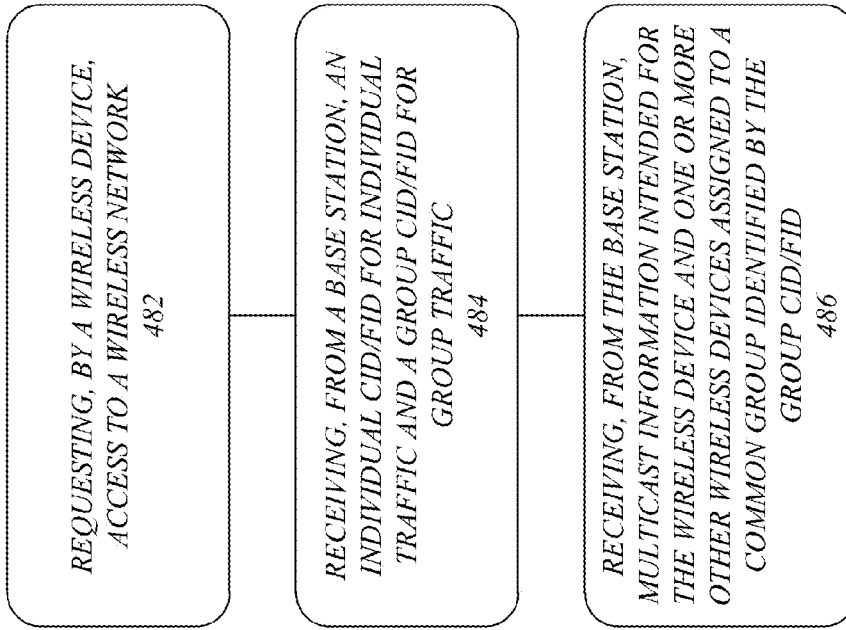 REQUESTING, BY A WIRELESS DEVICE,
ACCESS TO A WIRELESS NETWORK
482
RECEIVING, FROM A BASE STATION, AN
INDIVIDUAL CID/FID FOR INDIVIDUAL
TRAFFIC AND A GROUP CID/FID FOR
GROUP TRAFFIC
484
RECEIVING, FROM THE BASE STATION,
MULTICAST INFORMATION INTENDED FOR
THE WIRELESS DEVICE AND ONE OR MORE
OTHER WIRELESS DEVICES ASSIGNED TO A
COMMON GROUP IDENTIFIED BY THE
GROUP CID/FID
486